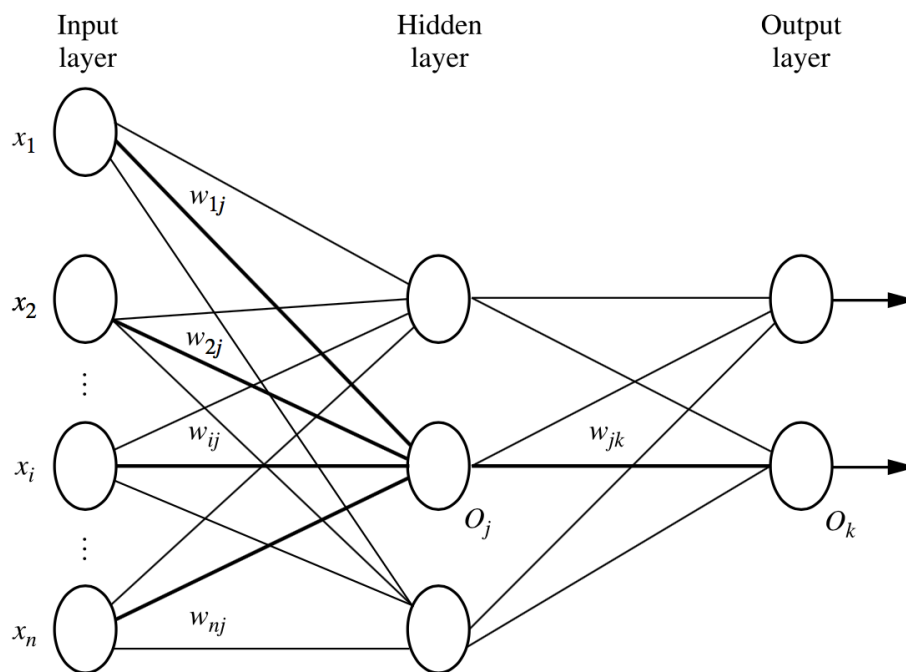 Input
layer
Hidden
layer
Output
layer
x₁
w₁ⱼ
x₂
w₂ⱼ
⋮
wᵢⱼ
wⱼₖ
xᵢ
Oⱼ
Oₖ
⋮
wₙⱼ
xₙ